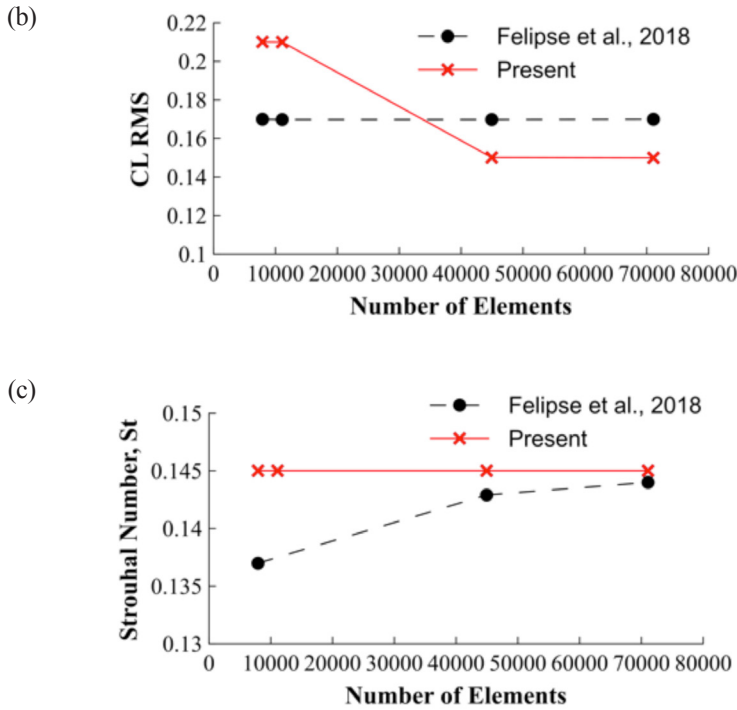 (b)
0.22
0.2
0.18
0.16
0.14
0.12
0.1
CL RMS
Felipse et al., 2018
Present
0 10000 20000 30000 40000 50000 60000 70000 80000
Number of Elements
(c)
0.15
0.145
0.14
0.135
0.13
Strouhal Number, St
Felipse et al., 2018
Present
0 10000 20000 30000 40000 50000 60000 70000 80000
Number of Elements